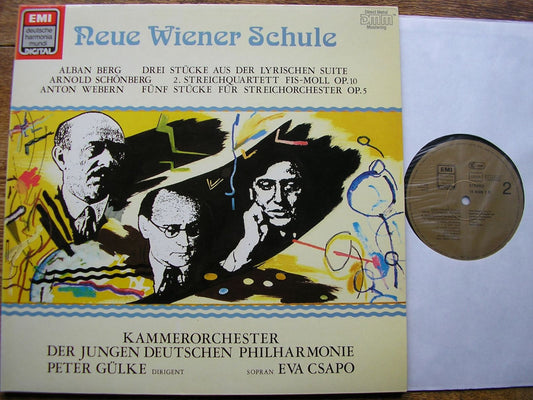 EMI
deutsche
harmonia
mundi
DIGITAL
Neue Wiener Schule
Direct Metal
DMM
Mastering
ALBAN BERG DREI STÜCKE AUS DER LYRISCHEN SUITE
ARNOLD SCHÖNBERG 2. STREICHQUARTETT FIS-MOLL OP.10
ANTON WEBERN FÜNF STÜCKE FÜR STREICHORCHESTER OP.5
KAMMERORCHESTER
DER JUNGEN DEUTSCHEN PHILHARMONIE
PETER GÜLKE DIRIGENT SOPRAN EVA CSAPO
EMI
2